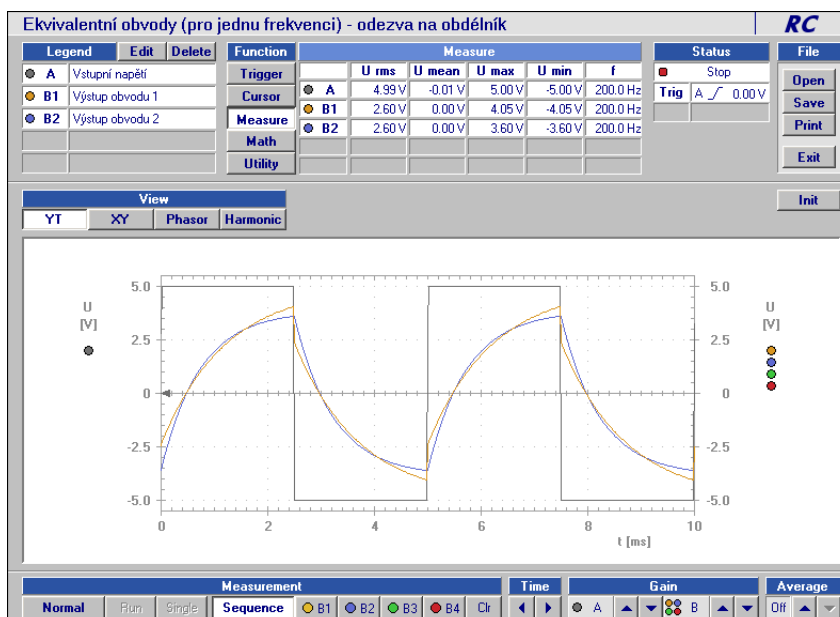 Ekvivalentní obvody (pro jednu frekvenci) - odezva na obdélník RC
Legend Edit Delete Function Measure Status File
Trigger U rms U mean U max U min f Stop Open
A Vstupní napětí Cursor A 4.99 V -0.01 V 5.00 V -5.00 V 200.0 Hz Trig A 0.00 V Save
B1 Výstup obvodu 1 Measure B1 2.60 V 0.00 V 4.05 V -4.05 V 200.0 Hz Print
B2 Výstup obvodu 2 Math B2 2.60 V 0.00 V 3.60 V -3.60 V 200.0 Hz
Utility Exit
View Init
YT XY Phasor Harmonic
5.0 5.0
U U
[V] [V]
2.5 2.5
0 0
-2.5 -2.5
-5.0 -5.0
0 2 4 6 8 10
t [ms]
Measurement Time Gain Average
Normal Run Single Sequence B1 B2 B3 B4 Clr A B Off